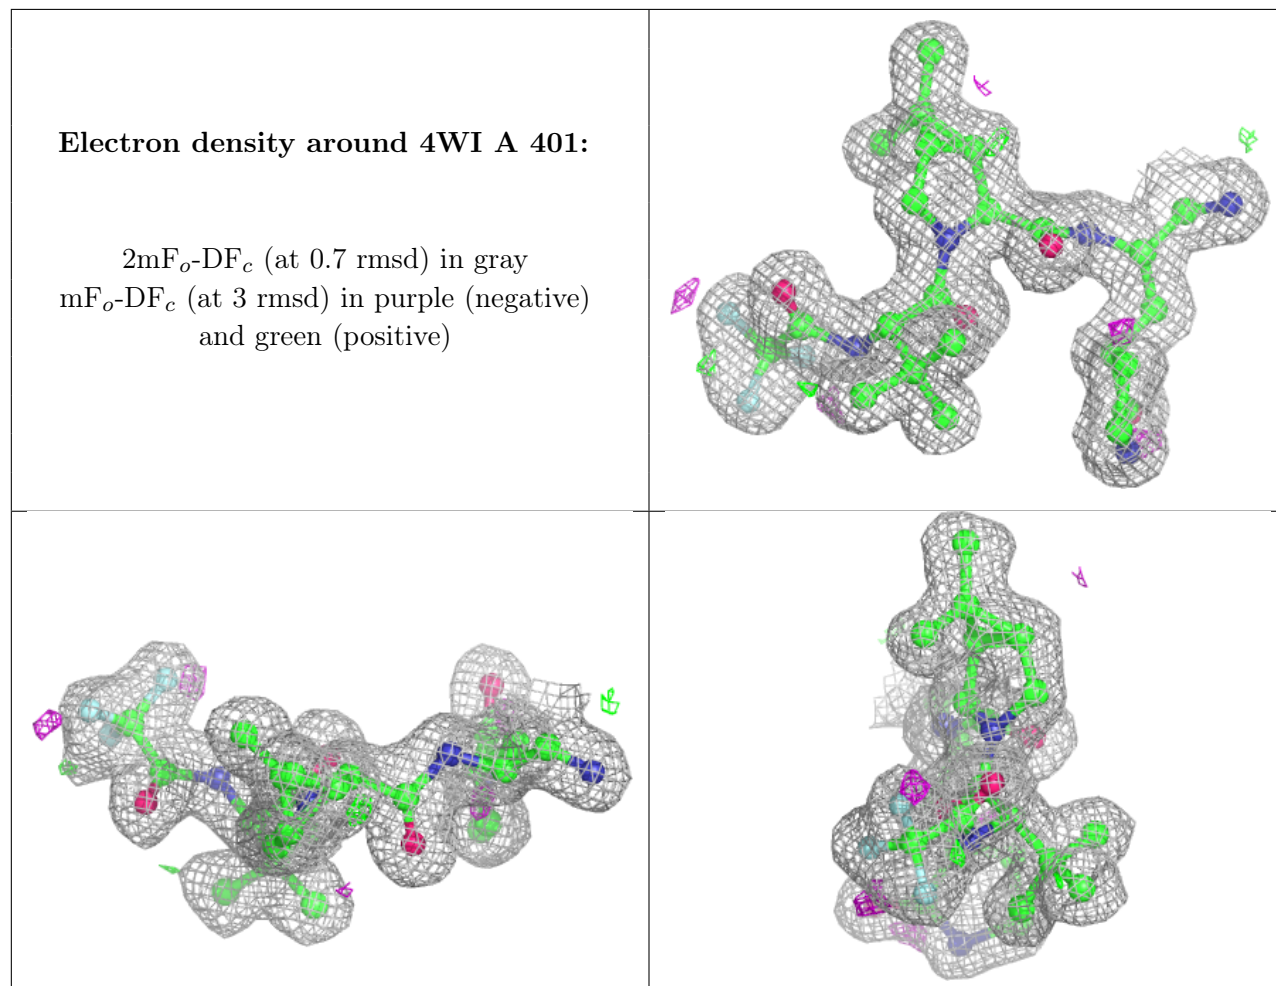 Electron density around 4WI A 401:
2mFo-DFc (at 0.7 rmsd) in gray
mFo-DFc (at 3 rmsd) in purple (negative)
and green (positive)